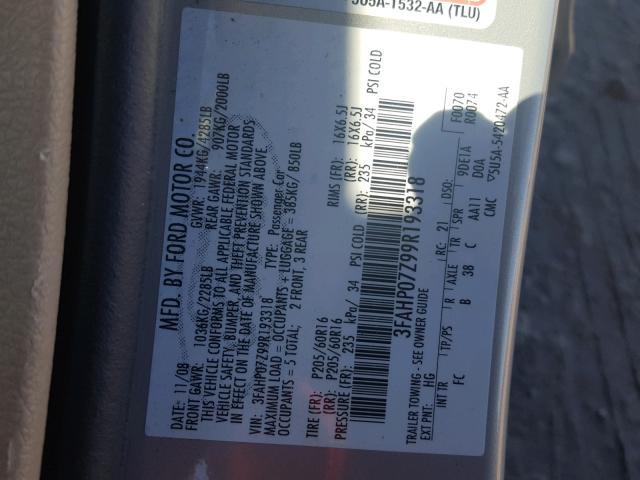 5U5A-1532-AA (TLU)
MFD. BY FORD MOTOR CO.
DATE: 11/08 GVWR: 1944KG/4285LB
FRONT GAWR: 1036KG/2285LB REAR GAWR: 907KG/2000LB
THIS VEHICLE CONFORMS TO ALL APPLICABLE FEDERAL MOTOR
VEHICLE SAFETY, BUMPER, AND THEFT PREVENTION STANDARDS
IN EFFECT ON THE DATE OF MANUFACTURE SHOWN ABOVE.
VIN: 3FAHP07Z99R193318 TYPE: Passenger Car
MAXIMUM LOAD = OCCUPANTS + LUGGAGE = 385KG/ 850LB
OCCUPANTS = 5 TOTAL: 2 FRONT, 3 REAR
TIRE (FR): P205/60R16 RIMS (FR): 16X6.5J
(RR): P205/60R16 (RR): 16X6.5J
PRESSURE (FR): 235 kPa/ 34 PSI COLD (RR): 235 kPa/ 34 PSI COLD
3FAHP07Z99R193318
TRAILER TOWING - SEE OWNER GUIDE
EXT PNT: HG RC: 21 DSO: F0070
R0074
INT TR TP/PS R AXLE TR SPR 9DE1A
FC B 38 C AA11 DOA
CMC ▽5U5A-5420472-AA